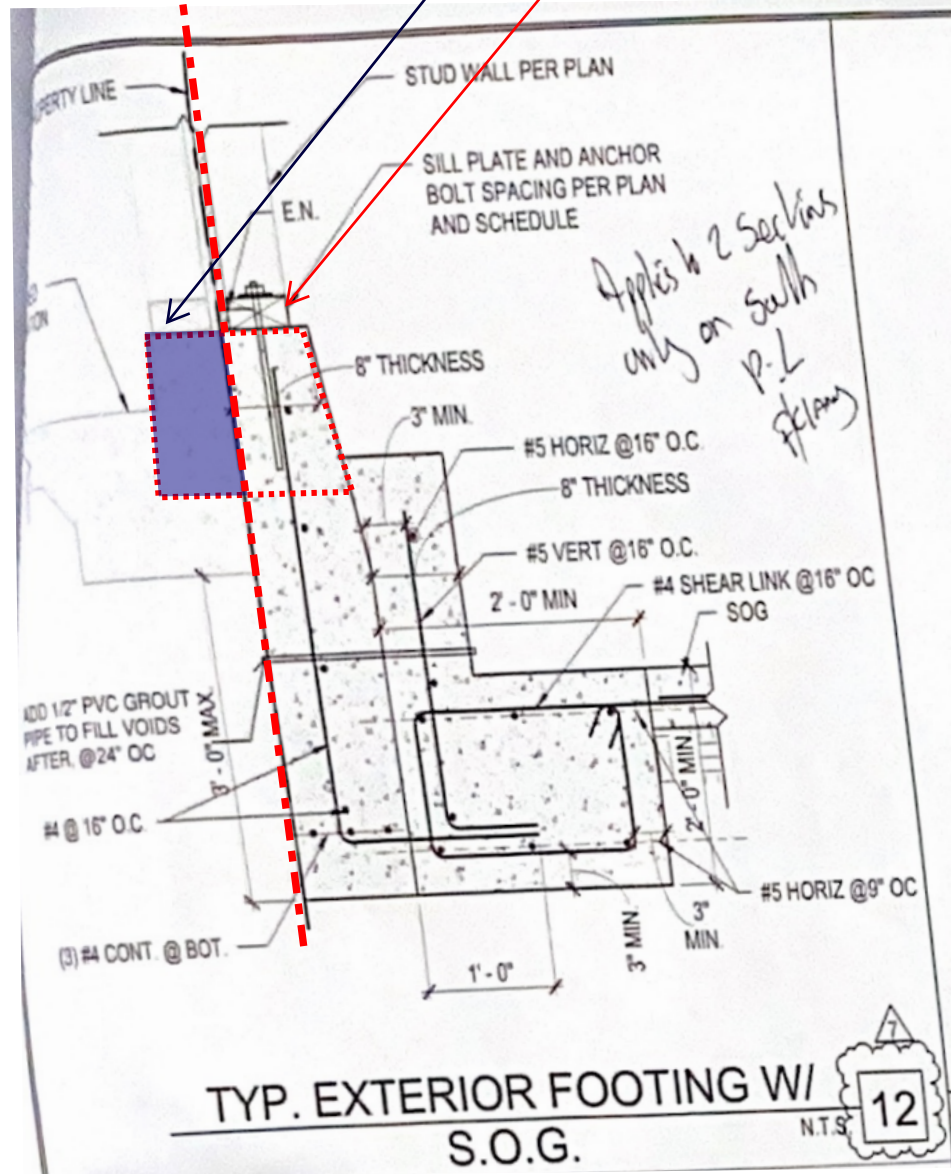 STUD WALL PER PLAN
PERTY LINE
SILL PLATE AND ANCHOR
BOLT SPACING PER PLAN
AND SCHEDULE
E.N.
Applies to 2 Sections
only on South
P-L
8" THICKNESS
3" MIN.
#5 HORIZ @16" O.C.
8" THICKNESS
#5 VERT @16" O.C.
#4 SHEAR LINK @16" OC
2' - 0" MIN
SOG
ADD 1/2" PVC GROUT
PIPE TO FILL VOIDS
AFTER, @24" OC
3' - 0" MAX.
2'-0" MIN
#4 @ 16" O.C.
#5 HORIZ @9" OC
(3) #4 CONT. @ BOT.
3" MIN.
3"
MIN.
1' - 0"
7
TYP. EXTERIOR FOOTING W/
S.O.G.
N.T.S
12